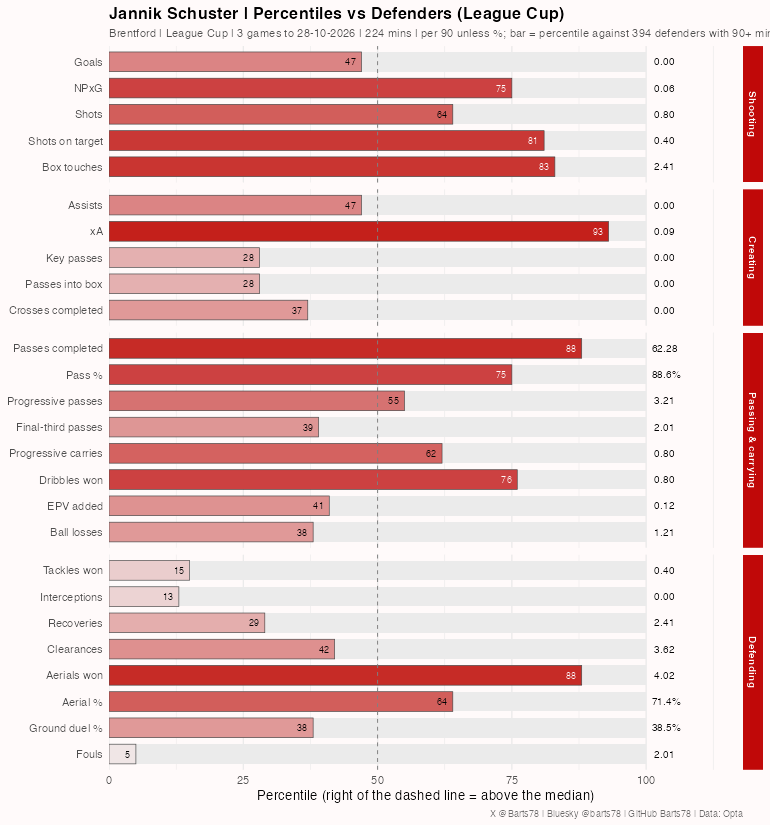 Jannik Schuster | Percentiles vs Defenders (League Cup)
Brentford | League Cup | 3 games to 28-10-2026 | 224 mins | per 90 unless %; bar = percentile against 394 defenders with 90+ min
Goals 47 0.00
NPxG 75 0.06
Shots 64 0.80
Shots on target 81 0.40
Box touches 83 2.41
Shooting
Assists 47 0.00
xA 93 0.09
Key passes 28 0.00
Passes into box 28 0.00
Crosses completed 37 0.00
Creating
Passes completed 88 62.28
Pass % 75 88.6%
Progressive passes 55 3.21
Final-third passes 39 2.01
Progressive carries 62 0.80
Dribbles won 76 0.80
EPV added 41 0.12
Ball losses 38 1.21
Passing & carrying
Tackles won 15 0.40
Interceptions 13 0.00
Recoveries 29 2.41
Clearances 42 3.62
Aerials won 88 4.02
Aerial % 64 71.4%
Ground duel % 38 38.5%
Fouls 5 2.01
Defending
0 25 50 75 100
Percentile (right of the dashed line = above the median)
X @Barts78 | Bluesky @barts78 | GitHub Barts78 | Data: Opta